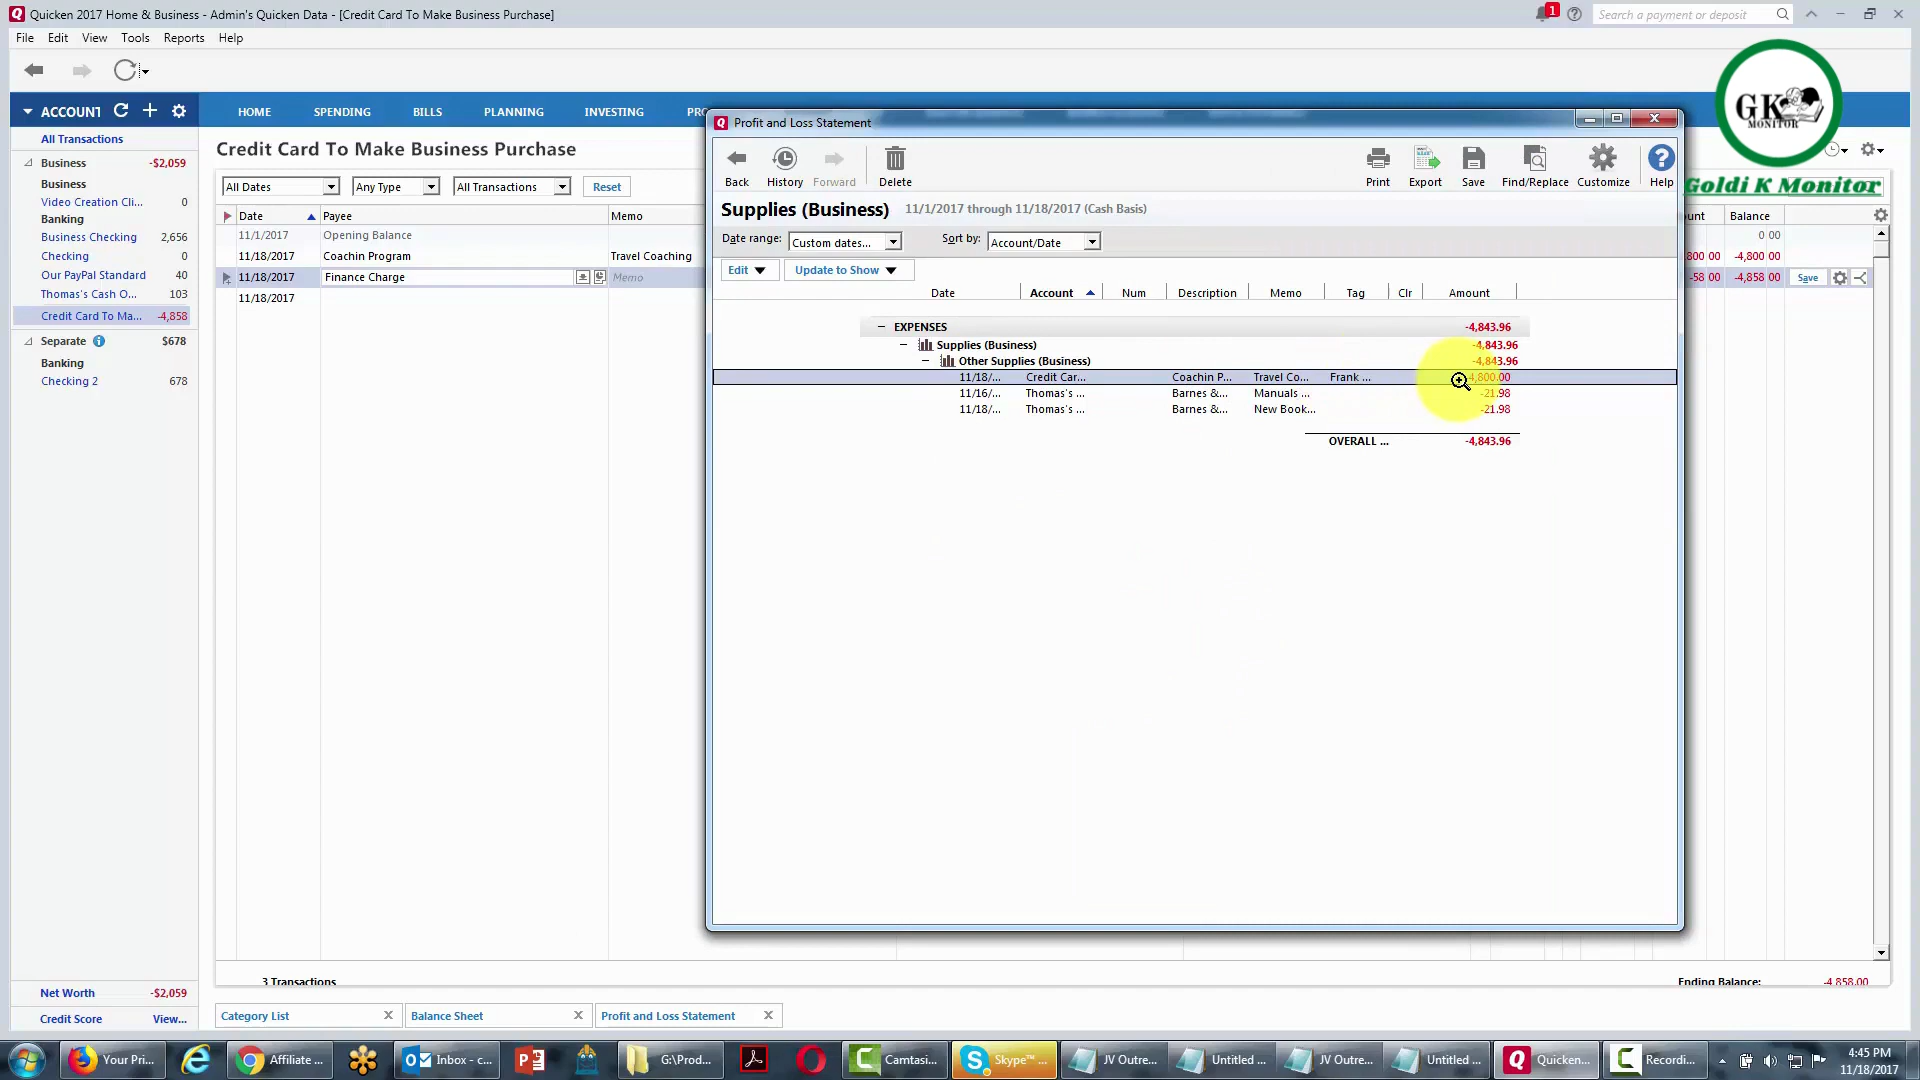 Quicken 2017 Home & Business - Admin's Quicken Data - [Credit Card To Make Business Purchase]
1
Search a payment or deposit
File Edit View Tools Reports Help
GK
MONITOR
Goldi K Monitor
ACCOUNT
HOME SPENDING BILLS PLANNING INVESTING
All Transactions
Business -$2,059
Business
Video Creation Cli... 0
Banking
Business Checking 2,656
Checking 0
Our PayPal Standard 40
Thomas's Cash O... 103
Credit Card To Ma... -4,858
Separate $678
Banking
Checking 2 678
Net Worth -$2,059
Credit Score View...
Credit Card To Make Business Purchase
All Dates Any Type All Transactions Reset
Date Payee Memo
11/1/2017 Opening Balance
11/18/2017 Coachin Program Travel Coaching
11/18/2017 Finance Charge Memo
11/18/2017
unt Balance
0 00
800 00 -4,800 00
-58 00 -4,858 00 Save
Profit and Loss Statement
Back History Forward Delete Print Export Save Find/Replace Customize Help
Supplies (Business) 11/1/2017 through 11/18/2017 (Cash Basis)
Date range: Custom dates... Sort by: Account/Date
Edit Update to Show
Date Account Num Description Memo Tag Clr Amount
EXPENSES -4,843.96
Supplies (Business) -4,843.96
Other Supplies (Business) -4,843.96
11/18/... Credit Car... Coachin P... Travel Co... Frank ... 4,800.00
11/16/... Thomas's ... Barnes &... Manuals ... -21.98
11/18/... Thomas's ... Barnes &... New Book... -21.98
OVERALL ... -4,843.96
3 Transactions
Ending Balance: -4,858.00
Category List Balance Sheet Profit and Loss Statement
Your Pri... Affiliate ... Inbox - c... G:\Prod... Camtasi... Skype™ ... JV Outre... Untitled ... JV Outre... Untitled ... Quicken... Recordi...
4:45 PM
11/18/2017